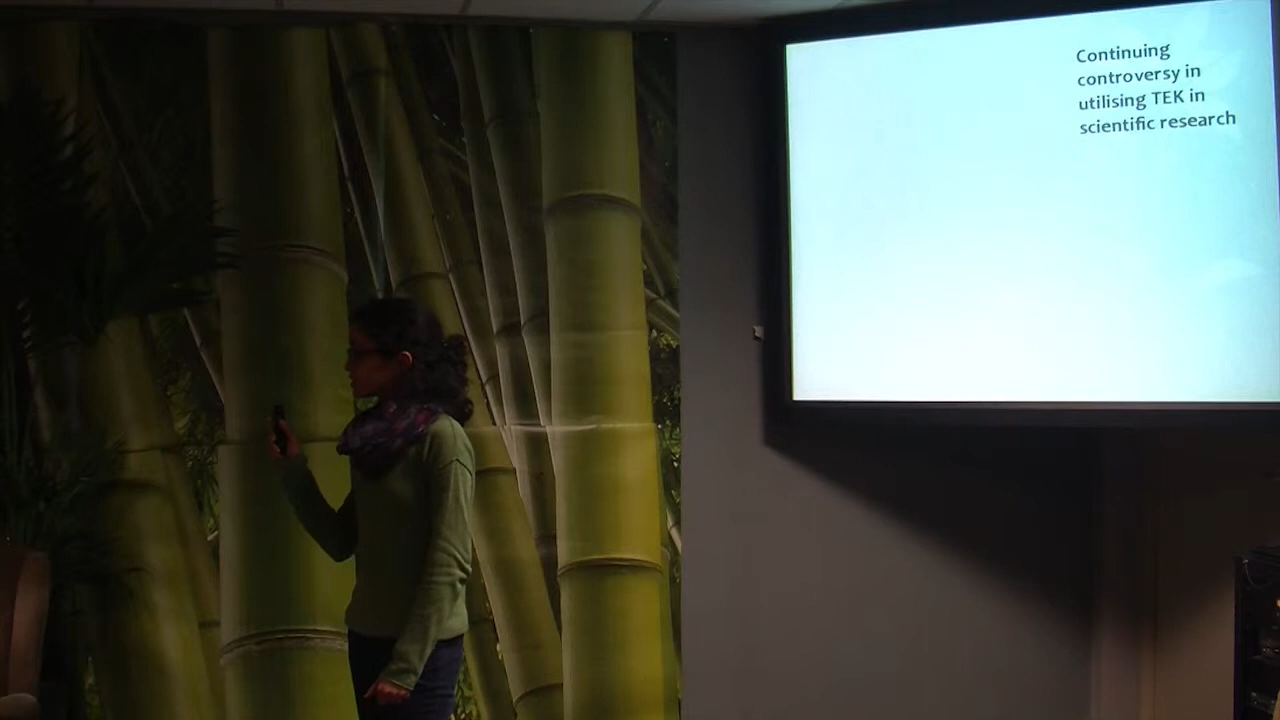 Continuing
controversy in
utilising TEK in
scientific research